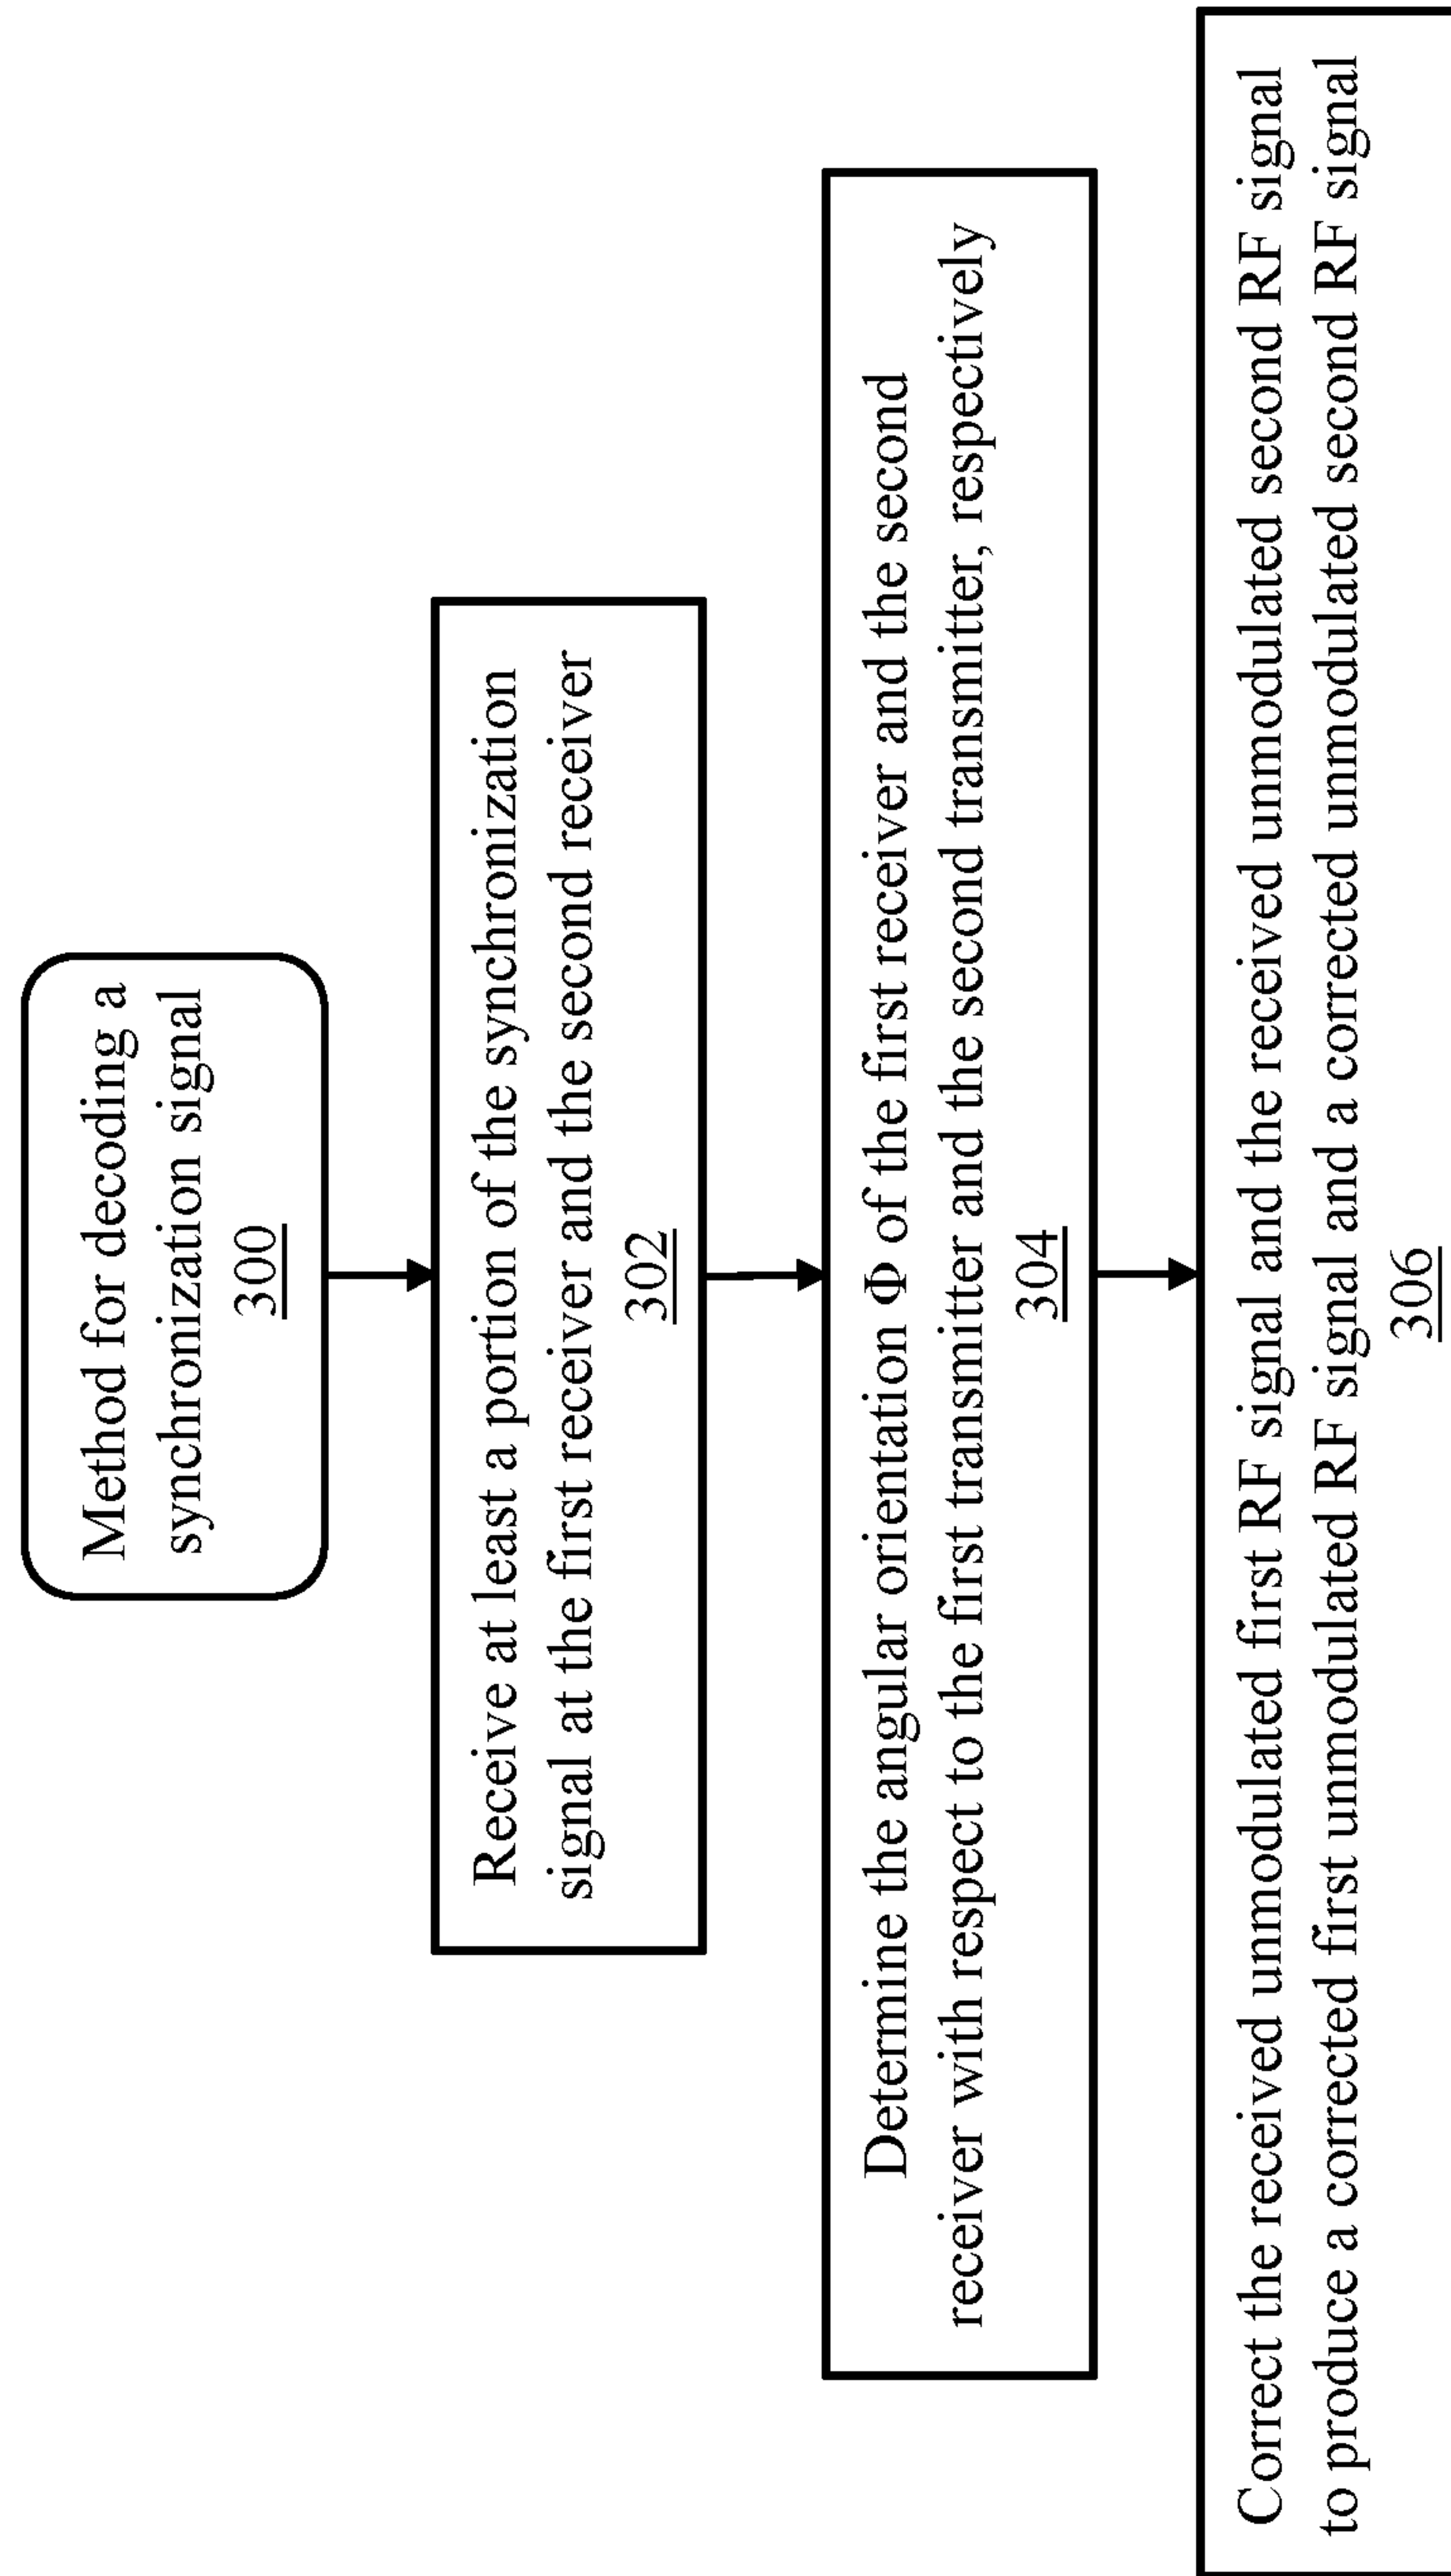 Method for decoding a
synchronization signal
300
Receive at least a portion of the synchronization
signal at the first receiver and the second receiver
302
Determine the angular orientation Φ of the first receiver and the second
receiver with respect to the first transmitter and the second transmitter, respectively
304
Correct the received unmodulated first RF signal and the received unmodulated second RF signal
to produce a corrected first unmodulated RF signal and a corrected unmodulated second RF signal
306